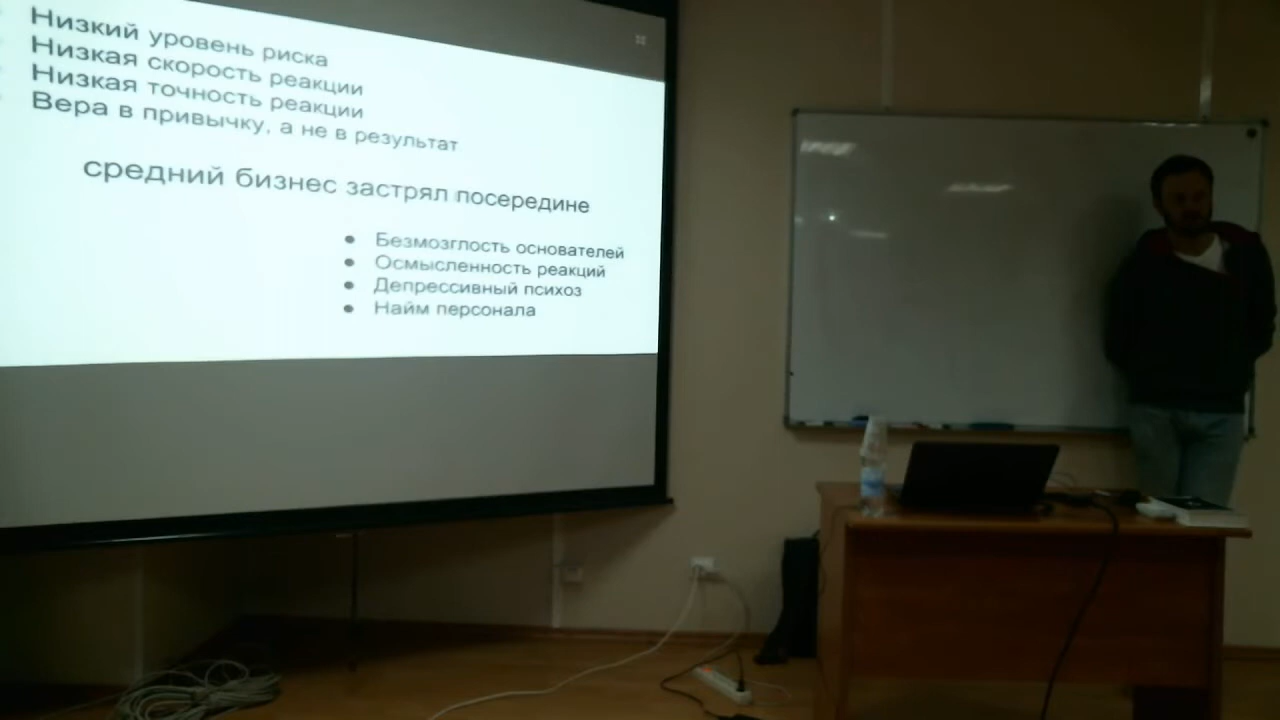 Низкий уровень риска
Низкая скорость реакции
Низкая точность реакции
Вера в привычку, а не в результат
средний бизнес застрял посередине
Безмозглость основателей
Осмысленность реакций
Депрессивный психоз
Найм персонала